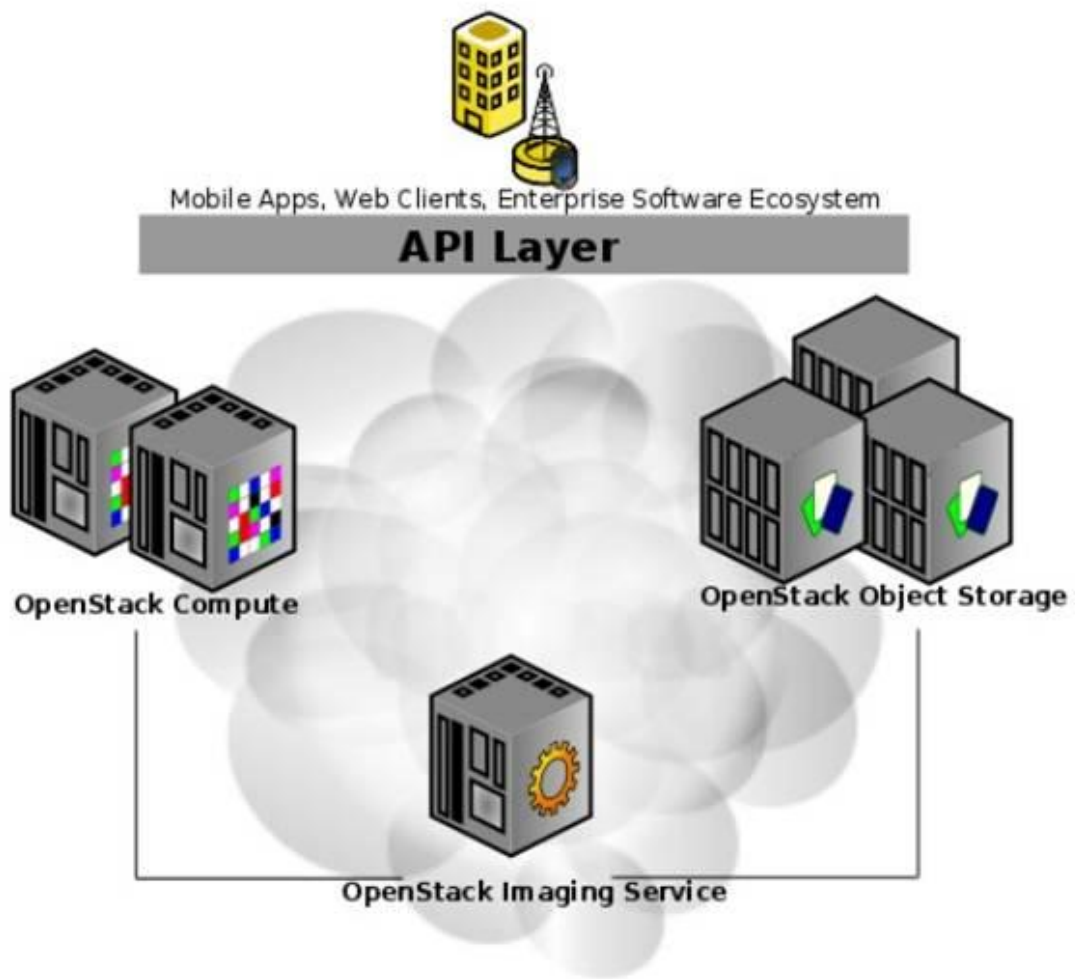 Mobile Apps, Web Clients, Enterprise Software Ecosystem
API Layer
OpenStack Compute
OpenStack Object Storage
OpenStack Imaging Service